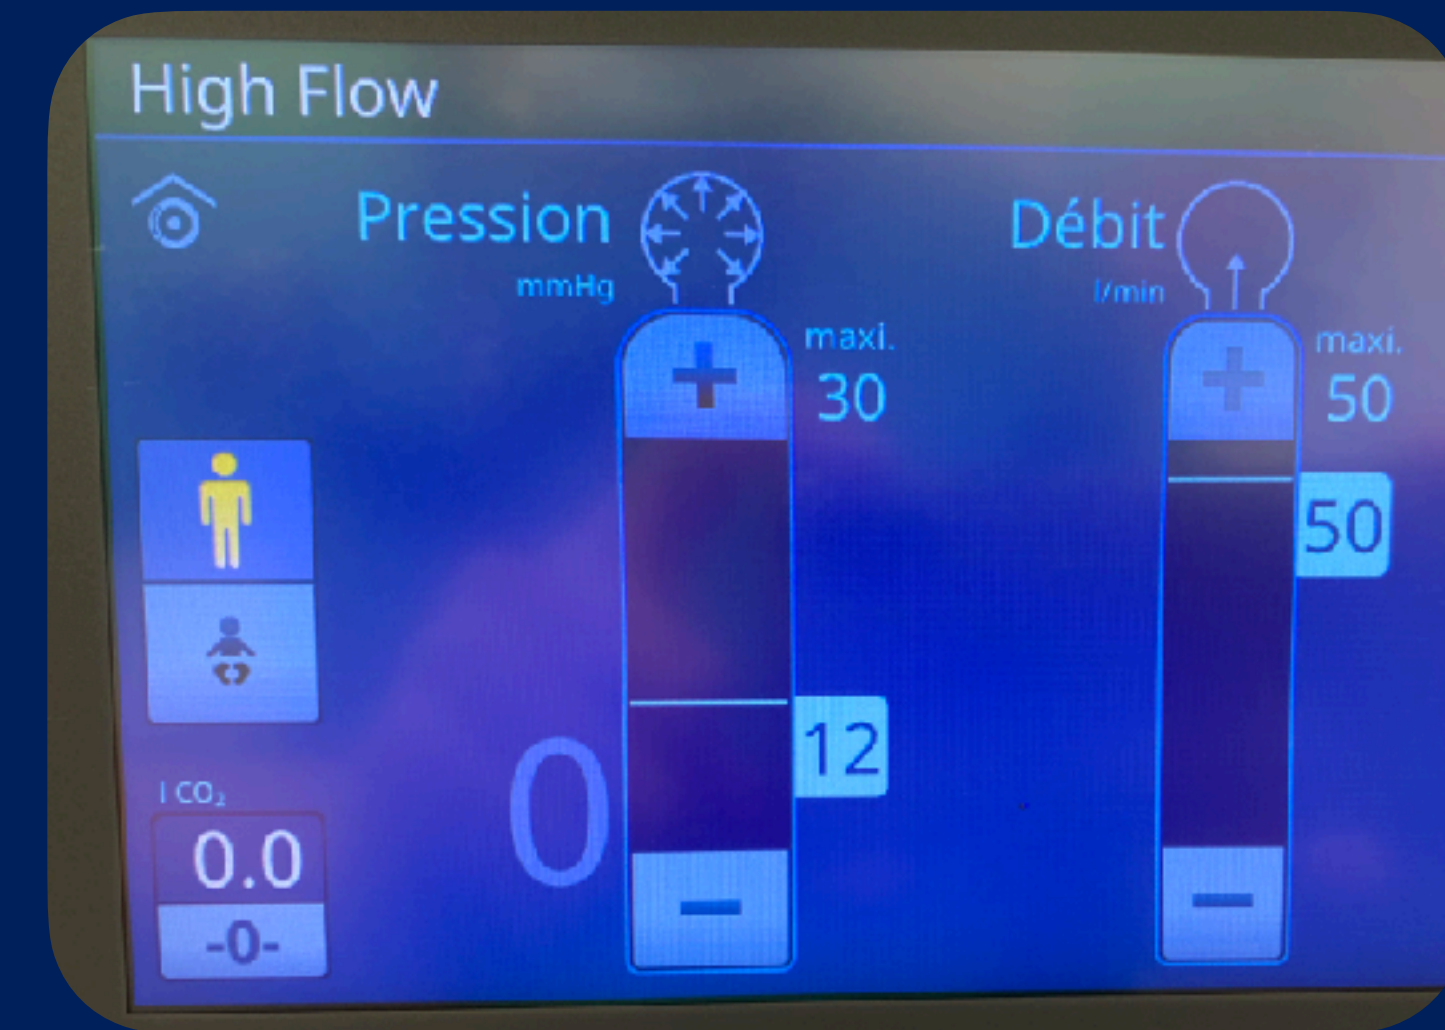 High Flow
Pression
mmHg
Débit
l/min
+
maxi.
30
+
maxi.
50
50
12
0
l CO₂
0.0
-0-
−
−